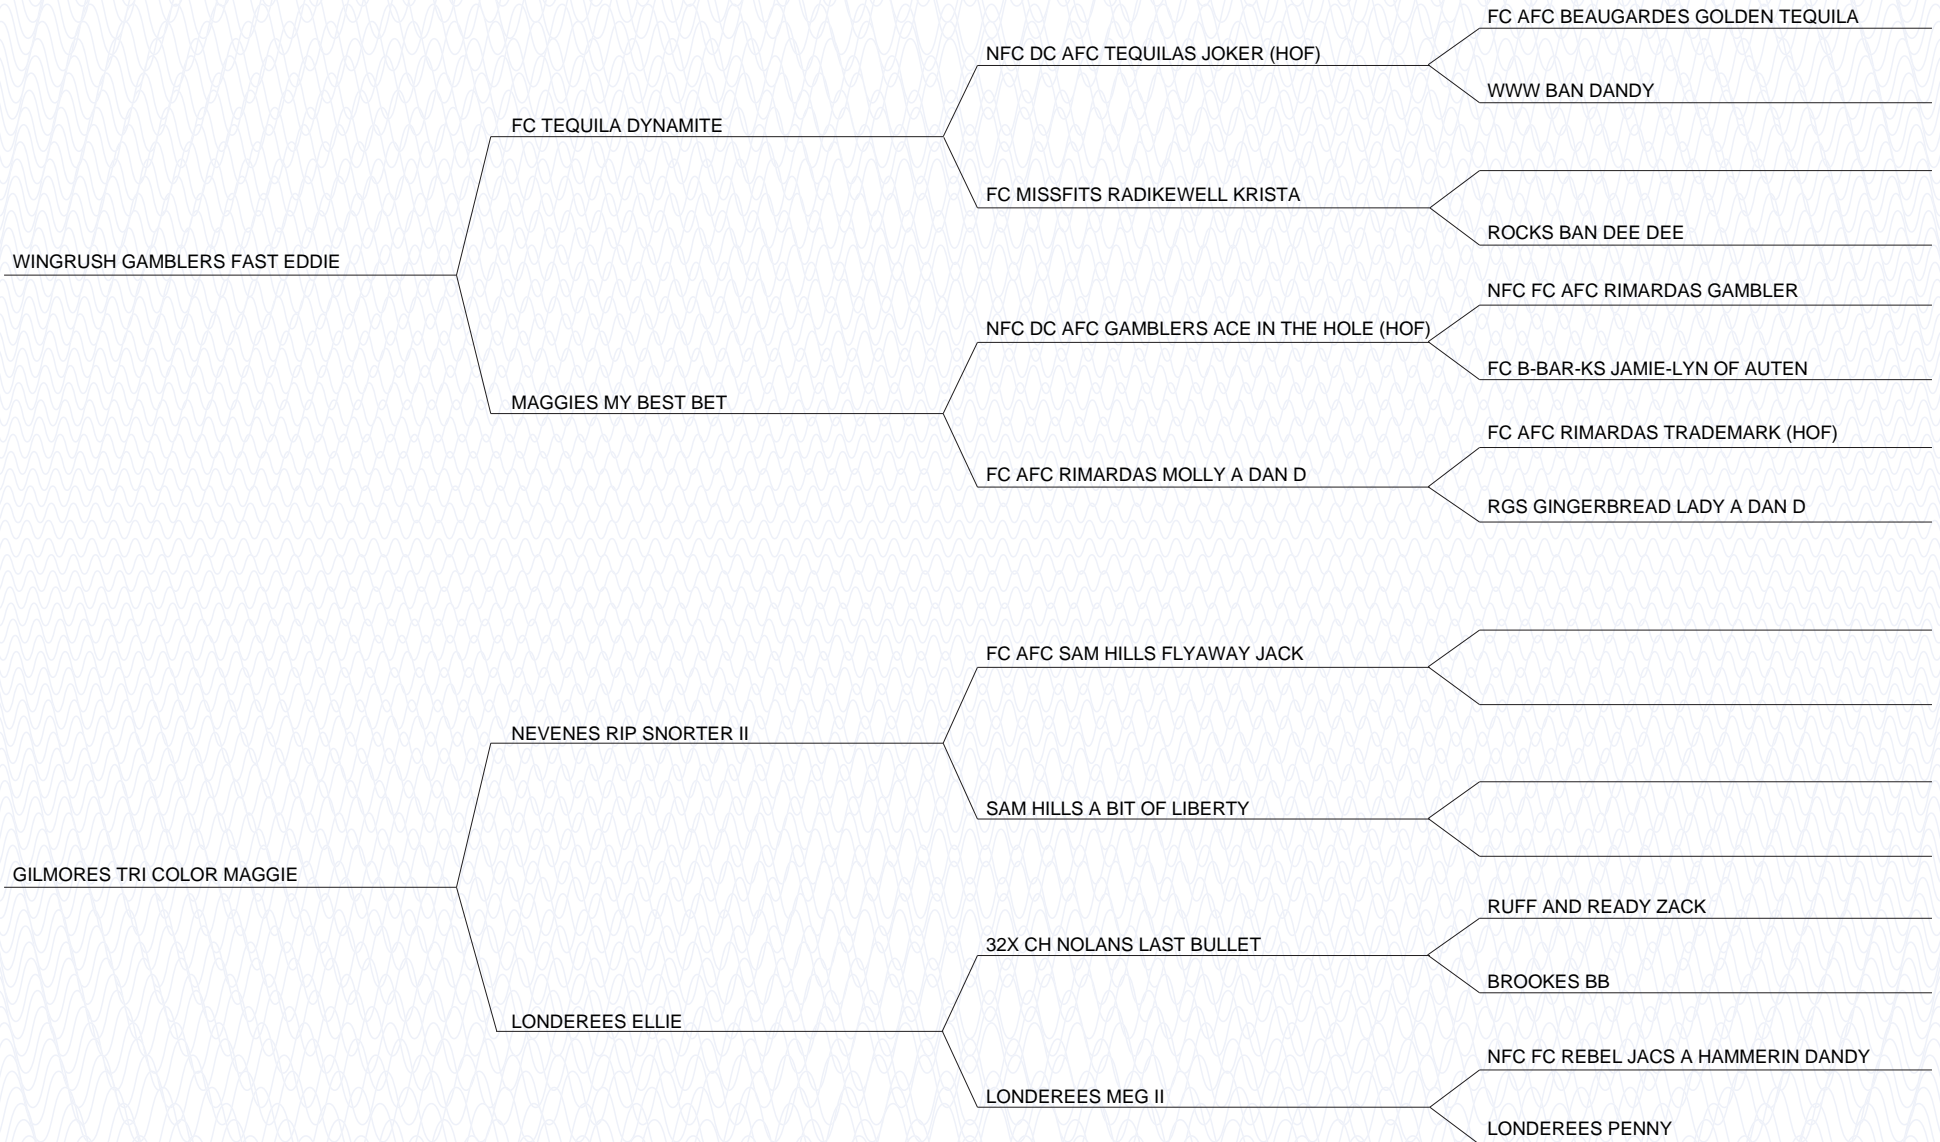 FC AFC BEAUGARDES GOLDEN TEQUILA
NFC DC AFC TEQUILAS JOKER (HOF)
WWW BAN DANDY
FC TEQUILA DYNAMITE
FC MISSFITS RADIKEWELL KRISTA
ROCKS BAN DEE DEE
WINGRUSH GAMBLERS FAST EDDIE
NFC FC AFC RIMARDAS GAMBLER
NFC DC AFC GAMBLERS ACE IN THE HOLE (HOF)
FC B-BAR-KS JAMIE-LYN OF AUTEN
MAGGIES MY BEST BET
FC AFC RIMARDAS TRADEMARK (HOF)
FC AFC RIMARDAS MOLLY A DAN D
RGS GINGERBREAD LADY A DAN D
FC AFC SAM HILLS FLYAWAY JACK
NEVENES RIP SNORTER II
SAM HILLS A BIT OF LIBERTY
GILMORES TRI COLOR MAGGIE
RUFF AND READY ZACK
32X CH NOLANS LAST BULLET
BROOKES BB
LONDEREES ELLIE
NFC FC REBEL JACS A HAMMERIN DANDY
LONDEREES MEG II
LONDEREES PENNY